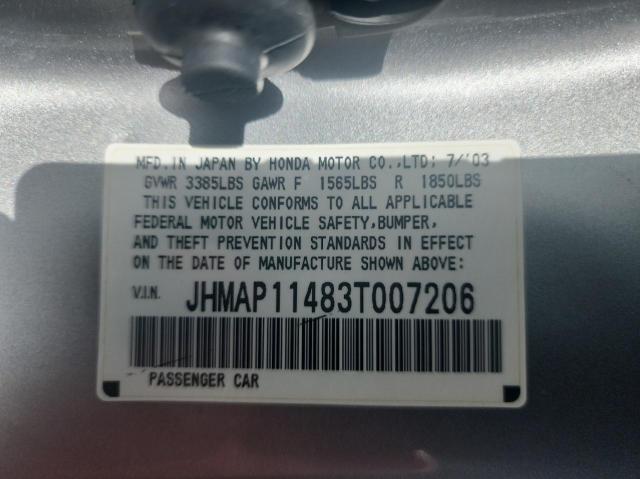 MFD. IN JAPAN BY HONDA MOTOR CO., LTD: 7/'03
GVWR 3385LBS GAWR F 1565LBS R 1850LBS
THIS VEHICLE CONFORMS TO ALL APPLICABLE
FEDERAL MOTOR VEHICLE SAFETY, BUMPER,
AND THEFT PREVENTION STANDARDS IN EFFECT
ON THE DATE OF MANUFACTURE SHOWN ABOVE:
V.I.N. JHMAP11483T007206
PASSENGER CAR